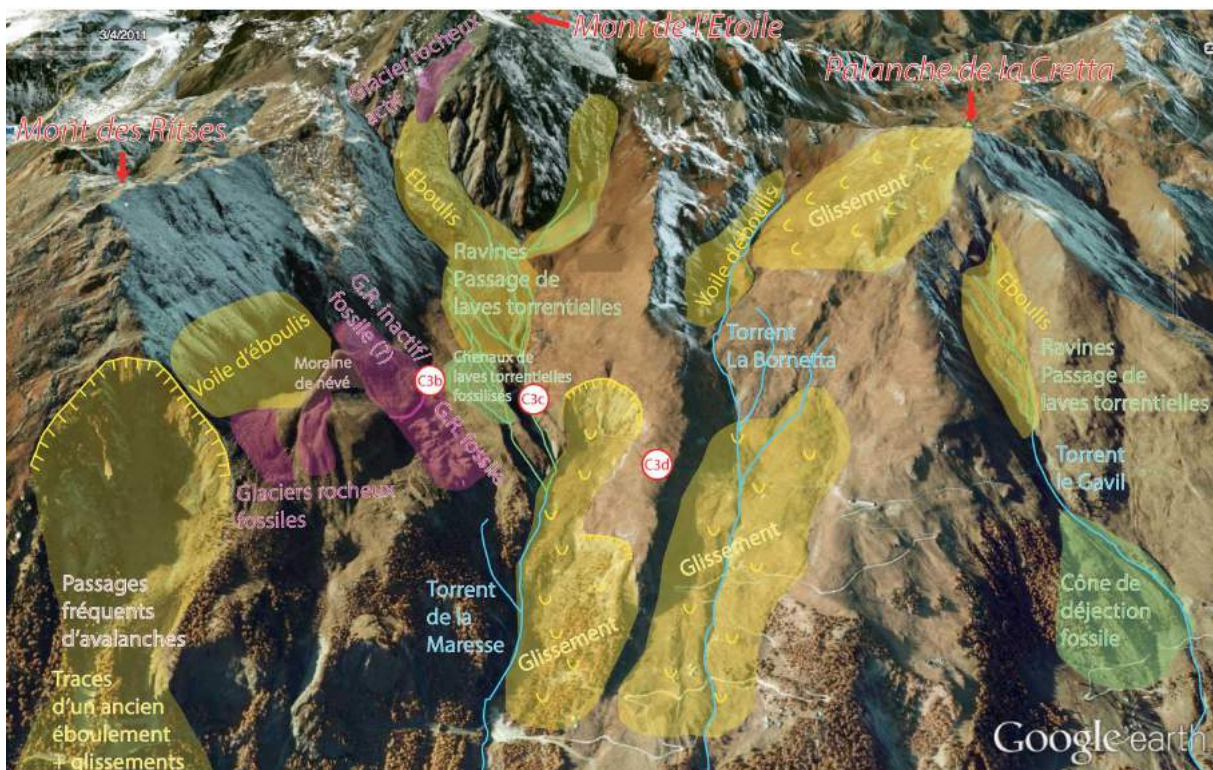 3/4/2011
Mont de l'Etoile
Palanche de la Cretta
Mont des Ritses
Glacier rocheux
actif
Eboulis
Ravines
Passage de
laves torrentielles
Voile d'éboulis
Glissement
Eboulis
Voile d'éboulis
Moraine
de névé
G.R. inactif/
fossile (?)
C3b
G.R. fossile
Chenaux de
laves torrentielles
fossilisés
C3c
C3d
Torrent
La Bornetta
Ravines
Passage de
laves torrentielles
Torrent
le Gavil
Glaciers rocheux
fossiles
Passages
fréquents
d'avalanches
Torrent
de la
Maresse
Glissement
Glissement
Cône de
déjection
fossile
Traces
d'un ancien
éboulement
+ glissements
Google earth